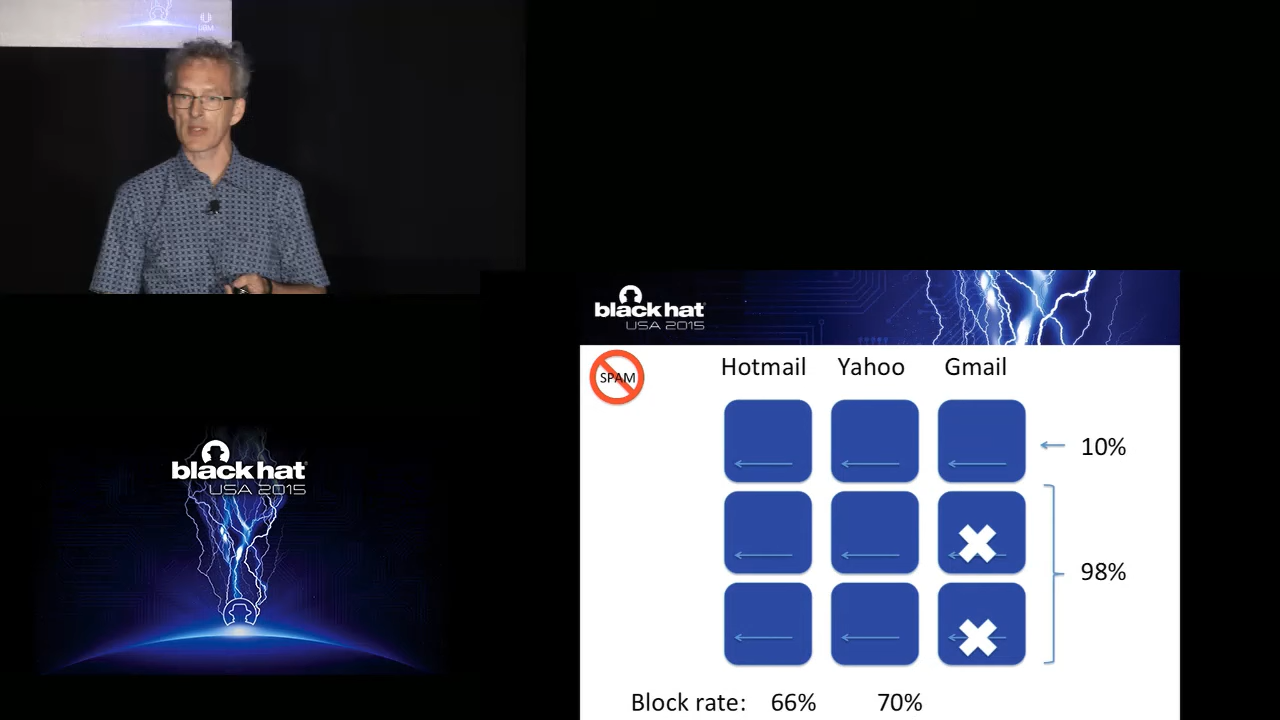 black hat
USA 2015
SPAM
Hotmail Yahoo Gmail
10%
98%
Block rate: 66% 70%
black hat
USA 2015